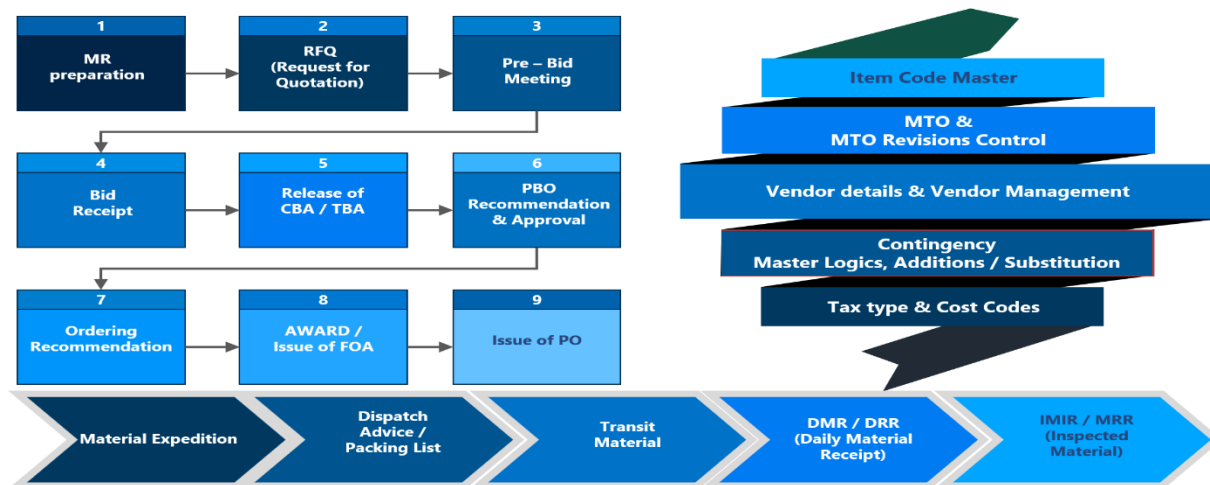 1
MR
preparation
2
RFQ
(Request for
Quotation)
3
Pre – Bid
Meeting
4
Bid
Receipt
5
Release of
CBA / TBA
6
PBO
Recommendation
& Approval
7
Ordering
Recommendation
8
AWARD /
Issue of FOA
9
Issue of PO
Item Code Master
MTO &
MTO Revisions Control
Vendor details & Vendor Management
Contingency
Master Logics, Additions / Substitution
Tax type & Cost Codes
Material Expedition
Dispatch
Advice /
Packing List
Transit
Material
DMR / DRR
(Daily Material
Receipt)
IMIR / MRR
(Inspected
Material)